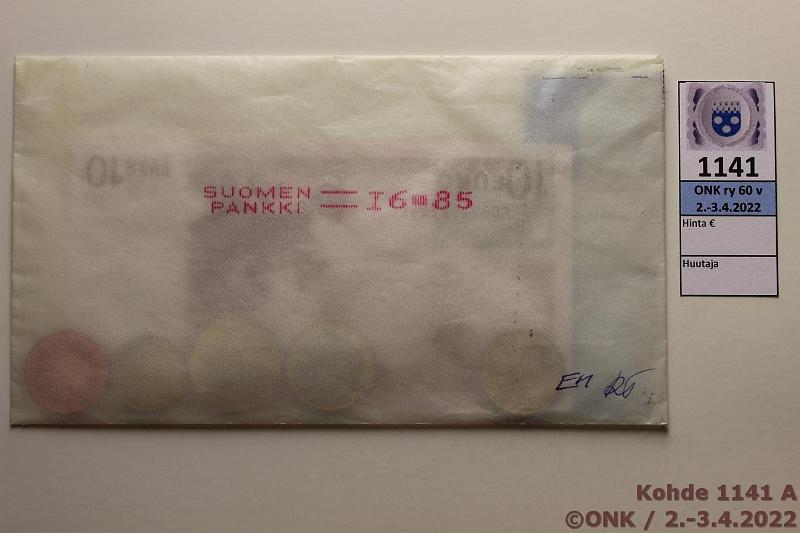 SUOMEN
PANKKI
16=85
EM
1141
ONK ry 60 v
2.-3.4.2022
Hinta €
Huutaja
Kohde 1141 A
©ONK / 2.-3.4.2022